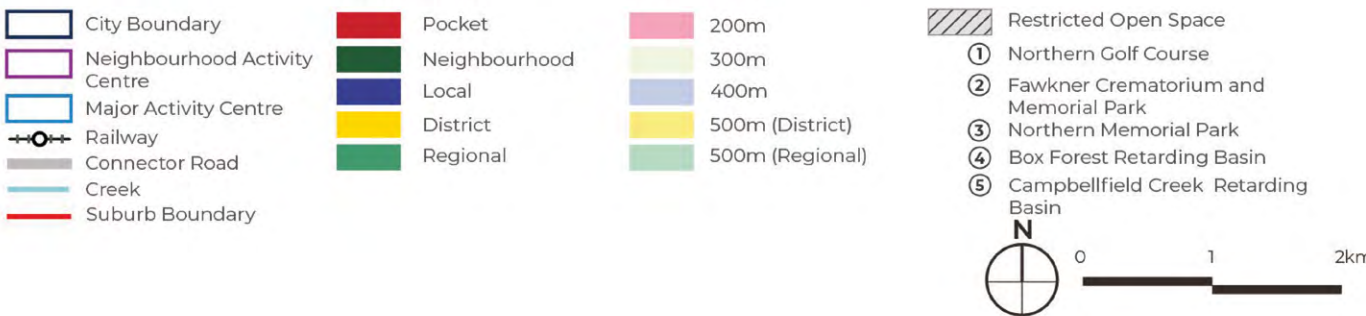 City Boundary
Neighbourhood Activity
Centre
Major Activity Centre
Railway
Connector Road
Creek
Suburb Boundary
Pocket
Neighbourhood
Local
District
Regional
200m
300m
400m
500m (District)
500m (Regional)
Restricted Open Space
1 Northern Golf Course
2 Fawkner Crematorium and
Memorial Park
3 Northern Memorial Park
4 Box Forest Retarding Basin
5 Campbellfield Creek Retarding
Basin
N
0 1 2km